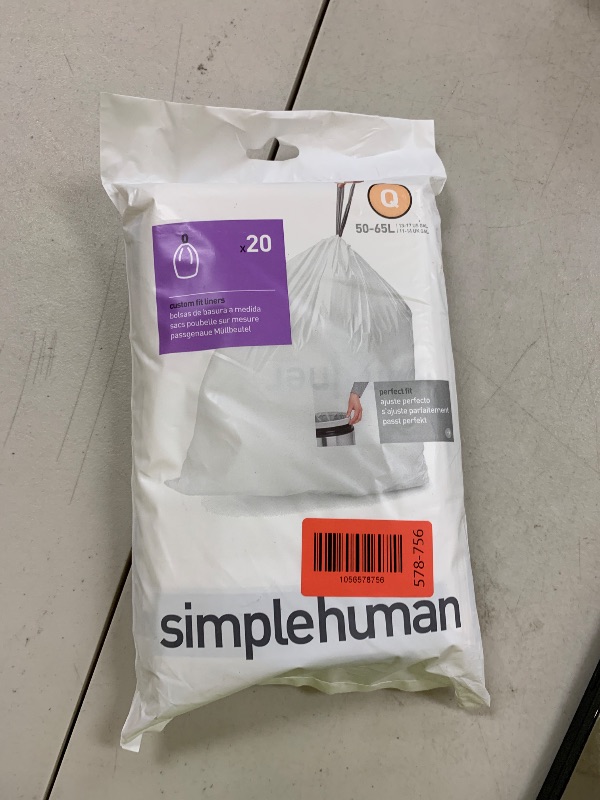 Q
50-65L
x20
custom fit liners
bolsas de basura a medida
sacs poubelle sur mesure
passgenaue Müllbeutel
perfect fit
ajuste perfecto
s'ajuste parfaitement
passt perfekt
1050578756
578-756
simplehuman